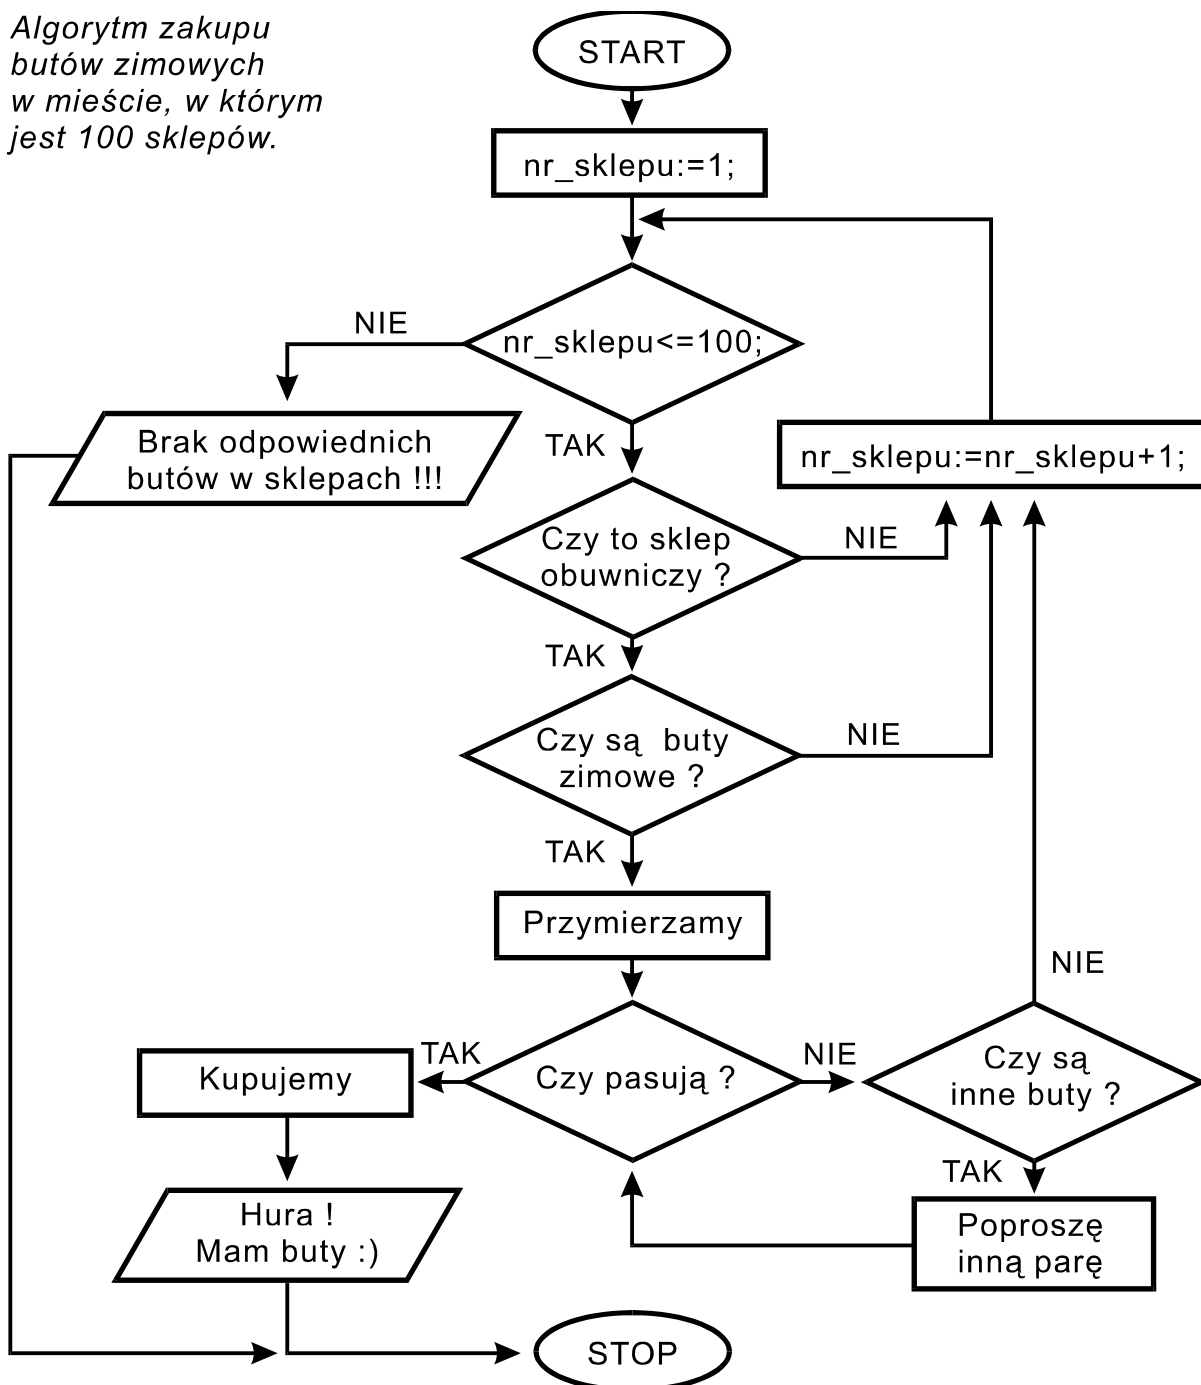 Algorytm zakupu
butów zimowych
w mieście, w którym
jest 100 sklepów.
START
nr_sklepu:=1;
nr_sklepu<=100;
NIE
Brak odpowiednich
butów w sklepach !!!
TAK
nr_sklepu:=nr_sklepu+1;
Czy to sklep
obuwniczy ?
NIE
TAK
Czy są  buty
zimowe ?
NIE
TAK
Przymierzamy
Czy pasują ?
TAK
Kupujemy
NIE
Czy są
inne buty ?
NIE
TAK
Poproszę
inną parę
Hura !
Mam buty :)
STOP